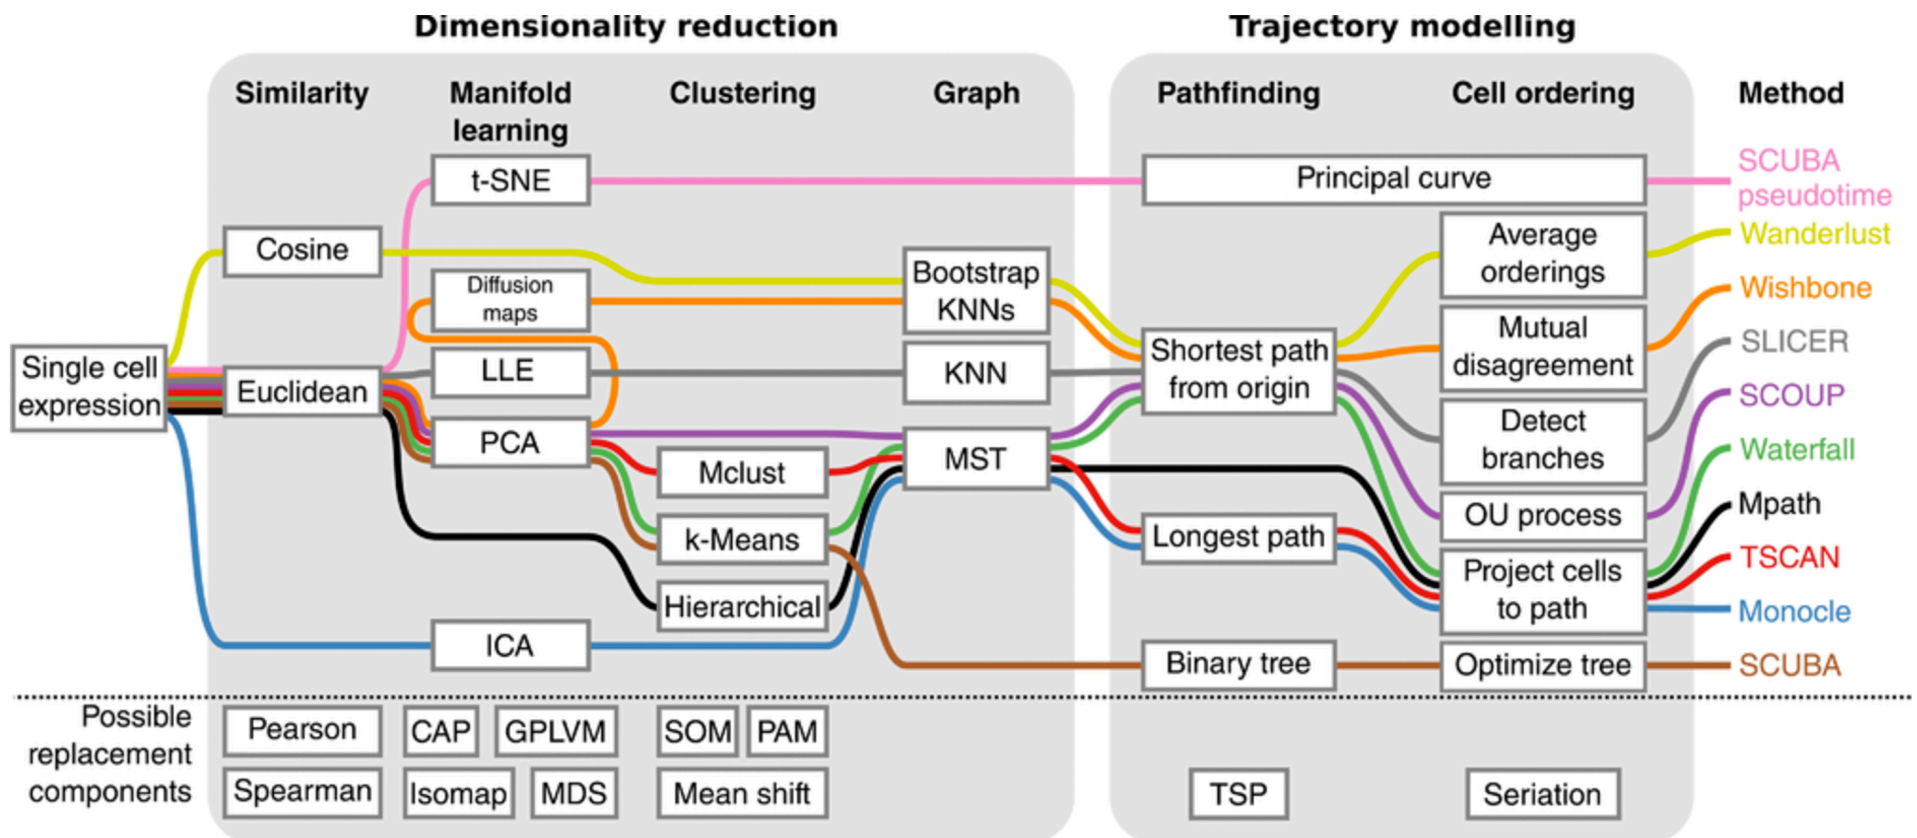 Dimensionality reduction
Trajectory modelling
Similarity
Manifold
learning
Clustering
Graph
Pathfinding
Cell ordering
Method
t-SNE
Principal curve
SCUBA
pseudotime
Cosine
Average
orderings
Wanderlust
Diffusion
maps
Bootstrap
KNNs
Wishbone
Single cell
expression
Euclidean
LLE
KNN
Shortest path
from origin
Mutual
disagreement
SLICER
PCA
Mclust
MST
Detect
branches
SCOUP
k-Means
Longest path
OU process
Waterfall
Hierarchical
Project cells
to path
Mpath
TSCAN
Monocle
ICA
Binary tree
Optimize tree
SCUBA
Possible
replacement
components
Pearson
CAP
GPLVM
SOM
PAM
Spearman
Isomap
MDS
Mean shift
TSP
Seriation